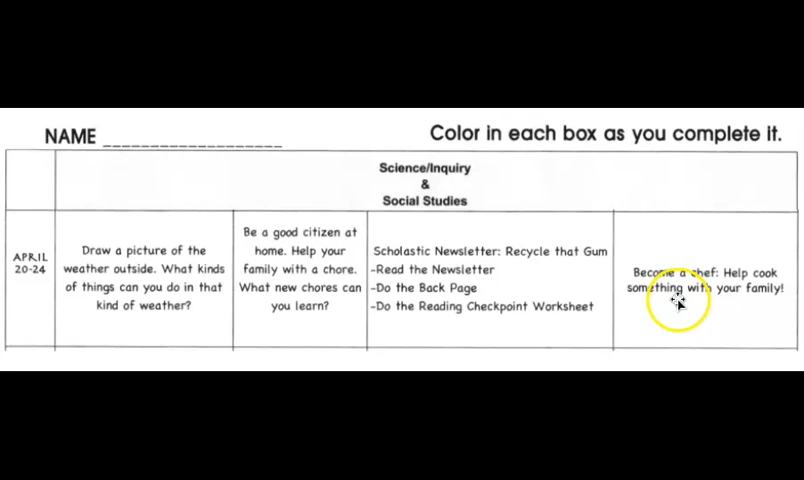 NAME ___________________
Color in each box as you complete it.
Science/Inquiry
&
Social Studies
APRIL
20-24
Draw a picture of the
weather outside. What kinds
of things can you do in that
kind of weather?
Be a good citizen at
home. Help your
family with a chore.
What new chores can
you learn?
Scholastic Newsletter: Recycle that Gum
-Read the Newsletter
-Do the Back Page
-Do the Reading Checkpoint Worksheet
Become a chef: Help cook
something with your family!